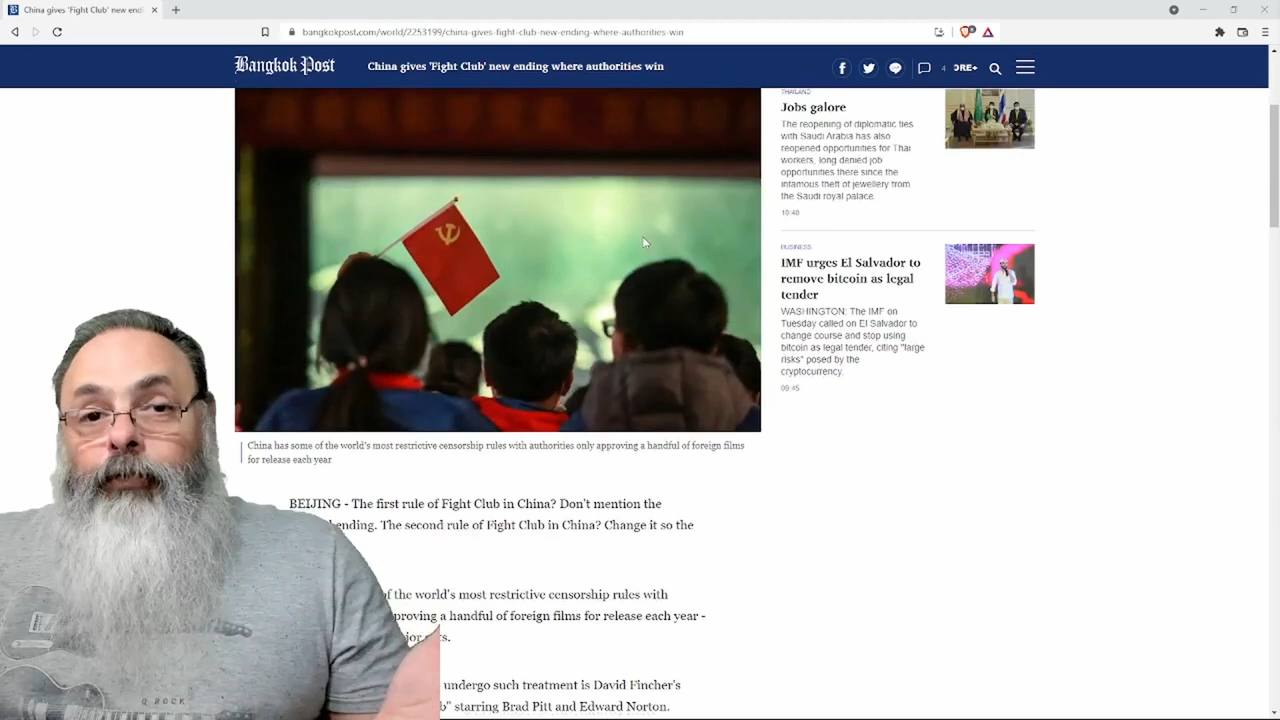 China gives 'Fight Club' new endi
bangkokpost.com/world/2253199/china-gives-fight-club-new-ending-where-authorities-win
Bangkok Post
China gives 'Fight Club' new ending where authorities win
4
ORE+
THAILAND
Jobs galore
The reopening of diplomatic ties
with Saudi Arabia has also
reopened opportunities for Thai
workers, long denied job
opportunities there since the
infamous theft of jewellery from
the Saudi royal palace.
10:40
BUSINESS
IMF urges El Salvador to
remove bitcoin as legal
tender
WASHINGTON: The IMF on
Tuesday called on El Salvador to
change course and stop using
bitcoin as legal tender, citing "large
risks" posed by the
cryptocurrency.
09:45
China has some of the world's most restrictive censorship rules with authorities only approving a handful of foreign films
for release each year
BEIJING - The first rule of Fight Club in China? Don't mention the
ending. The second rule of Fight Club in China? Change it so the
of the world's most restrictive censorship rules with
proving a handful of foreign films for release each year -
undergo such treatment is David Fincher's
starring Brad Pitt and Edward Norton.
Q ROCK